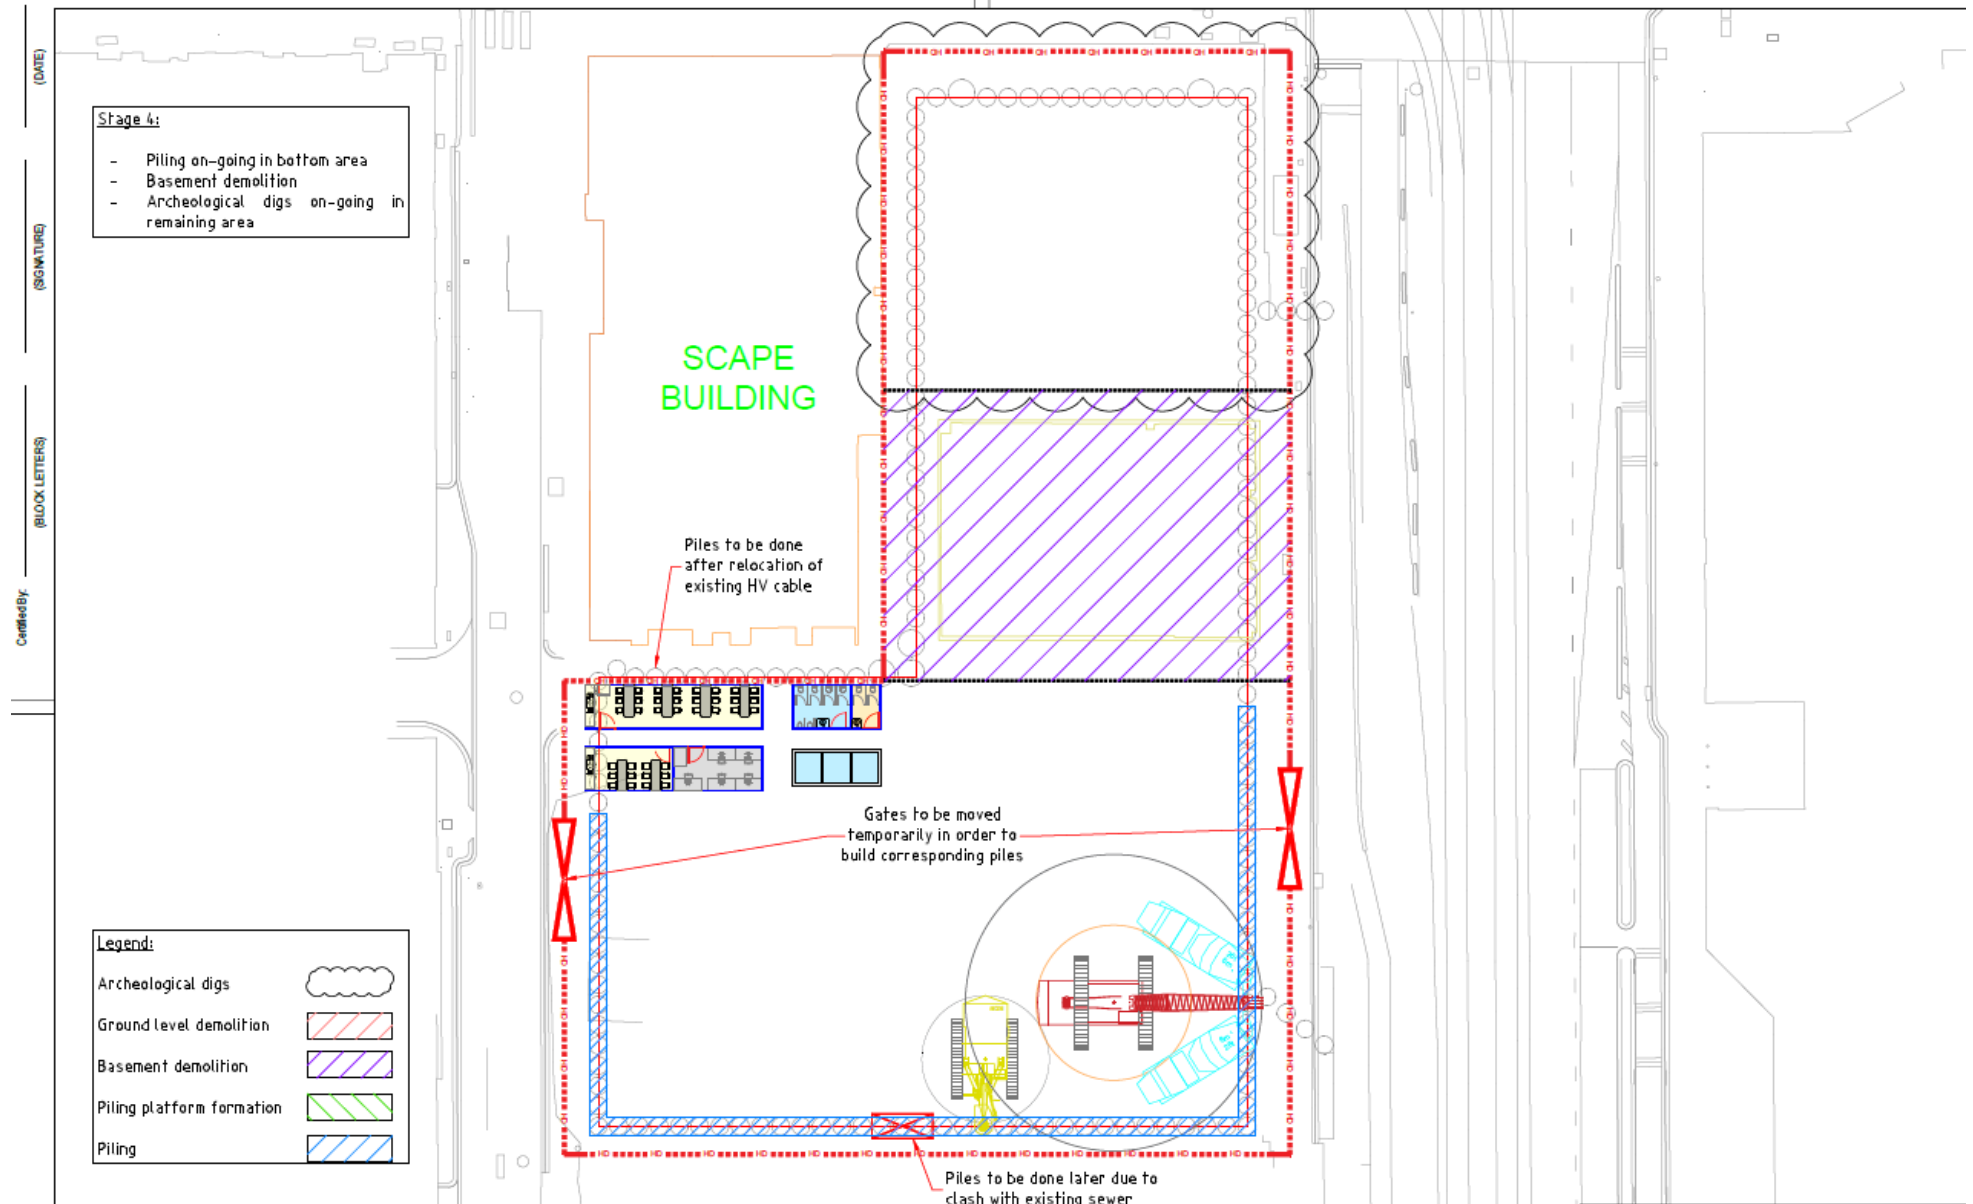 (DATE)
(SIGNATURE)
(BLOCK LETTERS)
Certified By:
Stage 4:
- Piling on-going in bottom area
- Basement demolition
- Archeological digs on-going in
remaining area
SCAPE
BUILDING
Piles to be done
after relocation of
existing HV cable
Gates to be moved
temporarily in order to
build corresponding piles
Legend:
Archeological digs
Ground level demolition
Basement demolition
Piling platform formation
Piling
Piles to be done later due to
clash with existing sewer